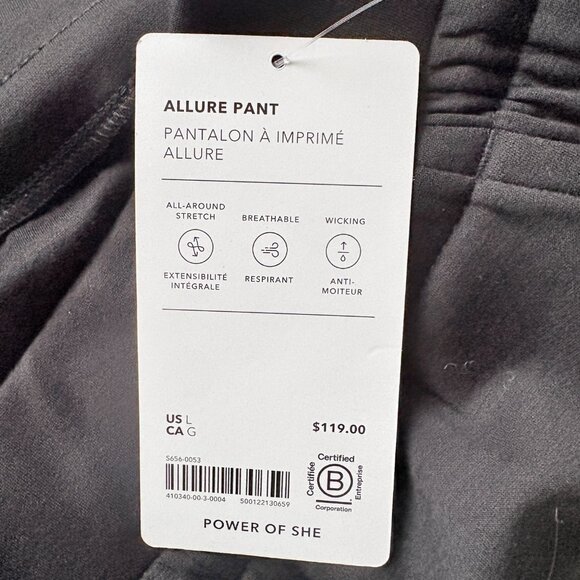 ALLURE PANT
PANTALON À IMPRIMÉ
ALLURE
ALL-AROUND
STRETCH
EXTENSIBILITÉ
INTÉGRALE
BREATHABLE
RESPIRANT
WICKING
ANTI-
MOITEUR
US L
CA G
$119.00
S656-0053
410340-00-3-0004 500122130659
Certified
Certifiée
B
Entreprise
Corporation
POWER OF SHE